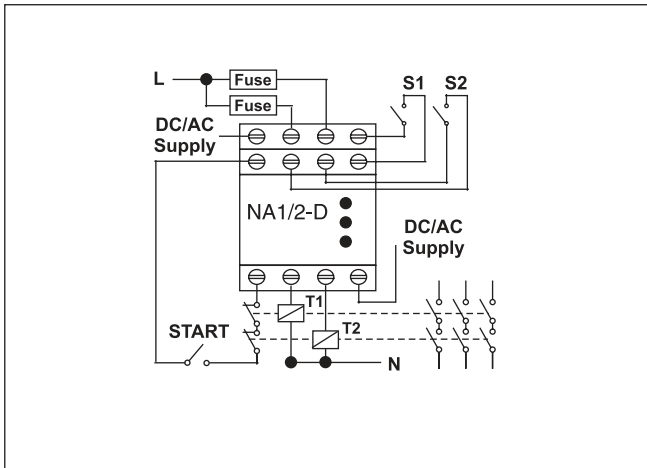 L
Fuse
Fuse
S1
S2
DC/AC
Supply
NA1/2-D
DC/AC
Supply
T1
T2
START
N